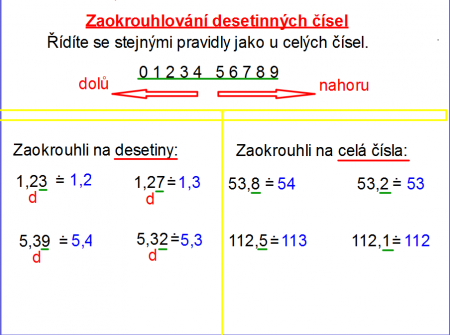 Zaokrouhlování desetinných čísel
Řídíte se stejnými pravidly jako u celých čísel.
0 1 2 3 4 5 6 7 8 9
dolů nahoru
Zaokrouhli na desetiny:
1,23 ≐ 1,2 1,27 ≐ 1,3
d d
5,39 ≐ 5,4 5,32 ≐ 5,3
d d
Zaokrouhli na celá čísla:
53,8 ≐ 54 53,2 ≐ 53
112,5 ≐ 113 112,1 ≐ 112